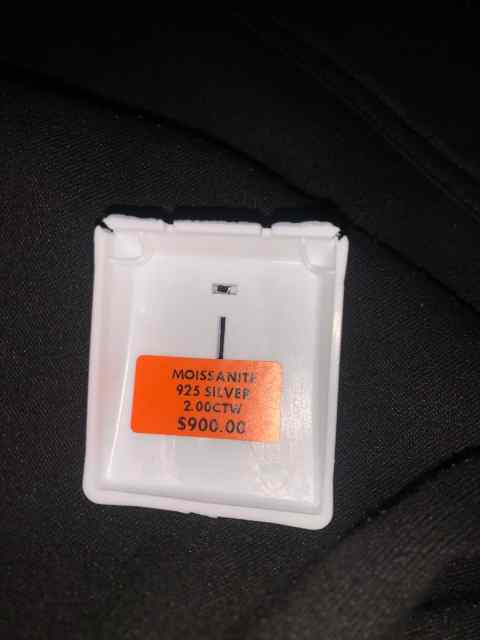 MOISSANITE
925 SILVER
2.00CTW
$900.00